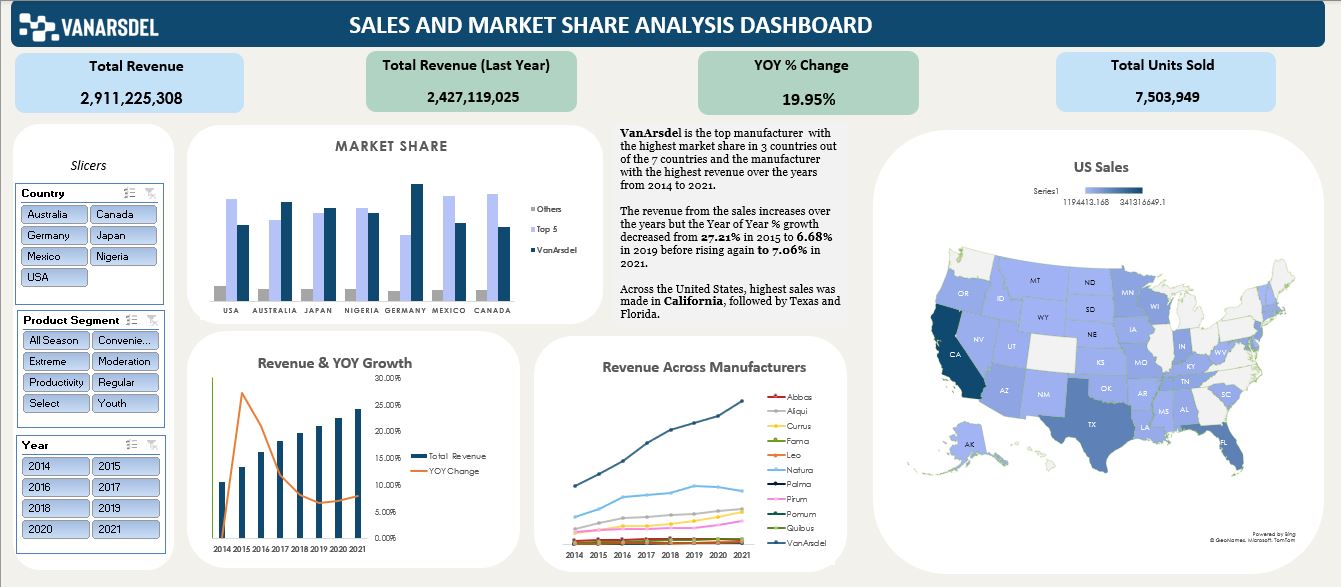 VANARSDEL
SALES AND MARKET SHARE ANALYSIS DASHBOARD
Total Revenue
2,911,225,308
Total Revenue (Last Year)
2,427,119,025
YOY % Change
19.95%
Total Units Sold
7,503,949
Slicers
Country
Australia Canada
Germany Japan
Mexico Nigeria
USA
Product Segment
All Season Convenie...
Extreme Moderation
Productivity Regular
Select Youth
Year
2014 2015
2016 2017
2018 2019
2020 2021
MARKET SHARE
Others
Top 5
VanArsdel
USA AUSTRALIA JAPAN NIGERIA GERMANY MEXICO CANADA
VanArsdel is the top manufacturer with
the highest market share in 3 countries out
of the 7 countries and the manufacturer
with the highest revenue over the years
from 2014 to 2021.
The revenue from the sales increases over
the years but the Year of Year % growth
decreased from 27.21% in 2015 to 6.68%
in 2019 before rising again to 7.06% in
2021.
Across the United States, highest sales was
made in California, followed by Texas and
Florida.
Revenue & YOY Growth
30.00%
25.00%
20.00%
15.00%
10.00%
5.00%
0.00%
Total Revenue
YOY Change
2014 2015 2016 2017 2018 2019 2020 2021
Revenue Across Manufacturers
Abbas
Aliqui
Currus
Fama
Leo
Natura
Palma
Pirum
Pomum
Quibus
VanArsdel
2014 2015 2016 2017 2018 2019 2020 2021
US Sales
Series1
1194413.168 341316649.1
MT ND MN
OR ID WI
WY SD
IA
NE
NV UT IN
CA KS MO WV
KY
AZ NM OK AR TN SC
MS AL
TX LA
FL
AK
Powered by Bing
© GeoNames, Microsoft, TomTom